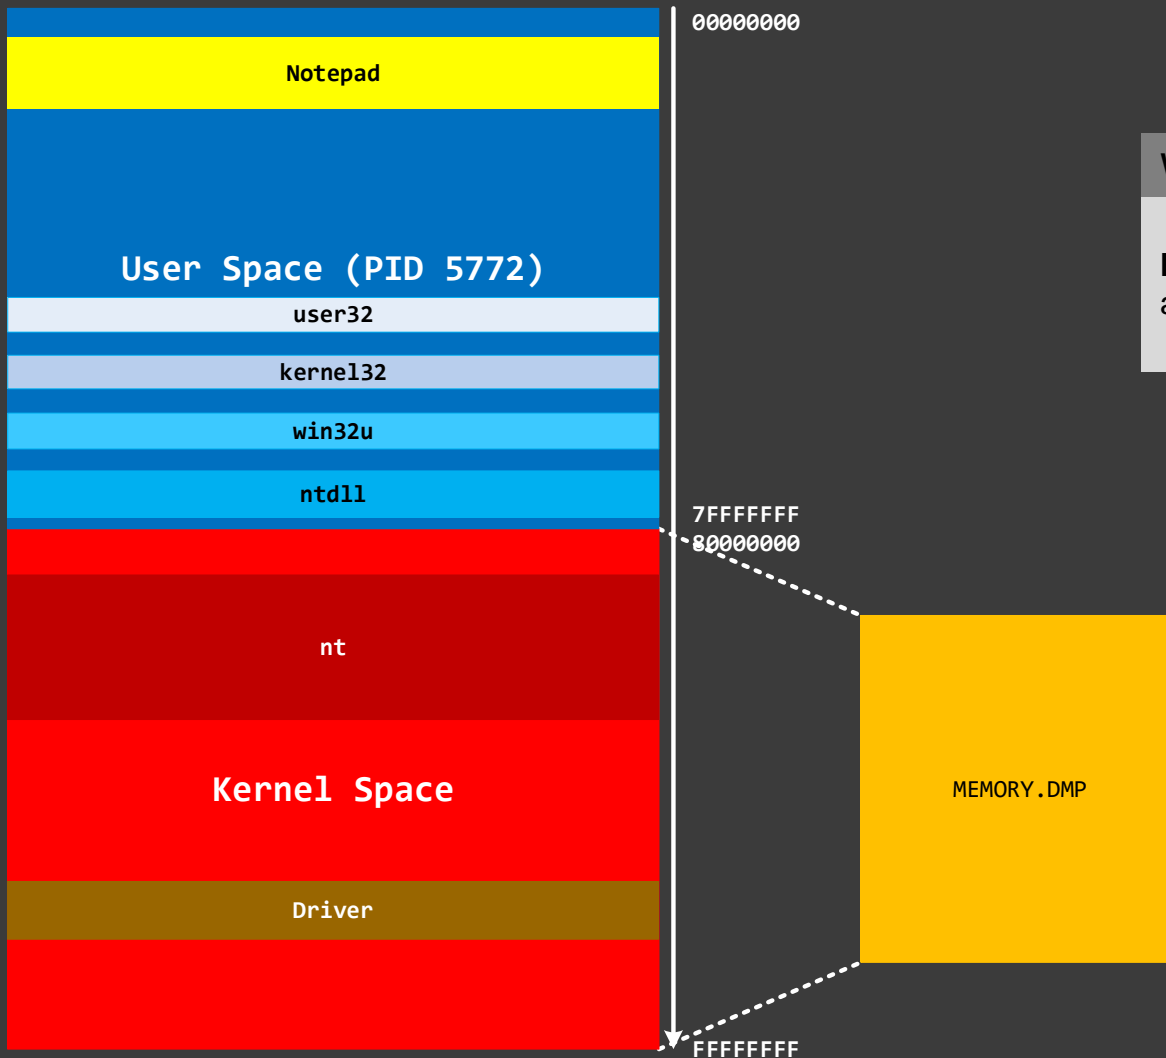 00000000
Notepad
User Space (PID 5772)
user32
kernel32
win32u
ntdll
7FFFFFFF
80000000
nt
Kernel Space
MEMORY.DMP
Driver
FFFFFFFF